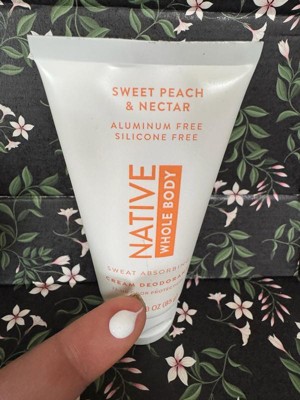 SWEET PEACH
& NECTAR
ALUMINUM FREE
SILICONE FREE
NATIVE
WHOLE BODY
SWEAT ABSORBING
CREAM DEODORANT